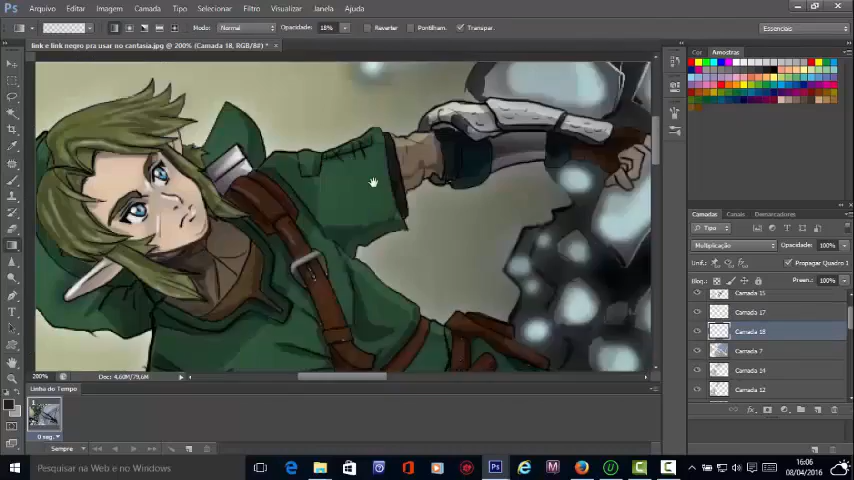 Ps Arquivo Editar Imagem Camada Tipo Selecionar Filtro Visualizar Janela Ajuda
Modo: Normal Opacidade: 18% Reverter Pontilham. Transpar. Essenciais
link e link negro pra usar no cantasia.jpg @ 200% (Camada 18, RGB/8#) *
Cor Amostras
Camadas Canais Demarcadores
Tipo
Multiplicação Opacidade: 100%
Unif.: Propagar Quadro 1
Bloq.: Preen.: 100%
Camada 15
Camada 17
Camada 18
Camada 7
Camada 14
Camada 12
200% Doc: 4,60M/79,6M
Linha do Tempo
1
0 seg.
Sempre
Pesquisar na Web e no Windows
16:06
08/04/2016